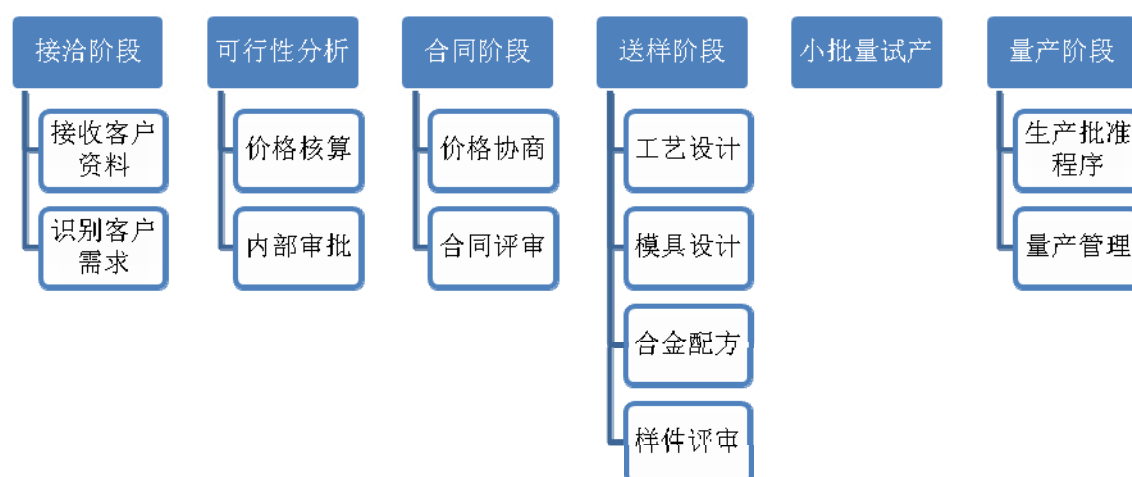 接洽阶段
接收客户
资料
识别客户
需求
可行性分析
价格核算
内部审批
合同阶段
价格协商
合同评审
送样阶段
工艺设计
模具设计
合金配方
样件评审
小批量试产
量产阶段
生产批准
程序
量产管理